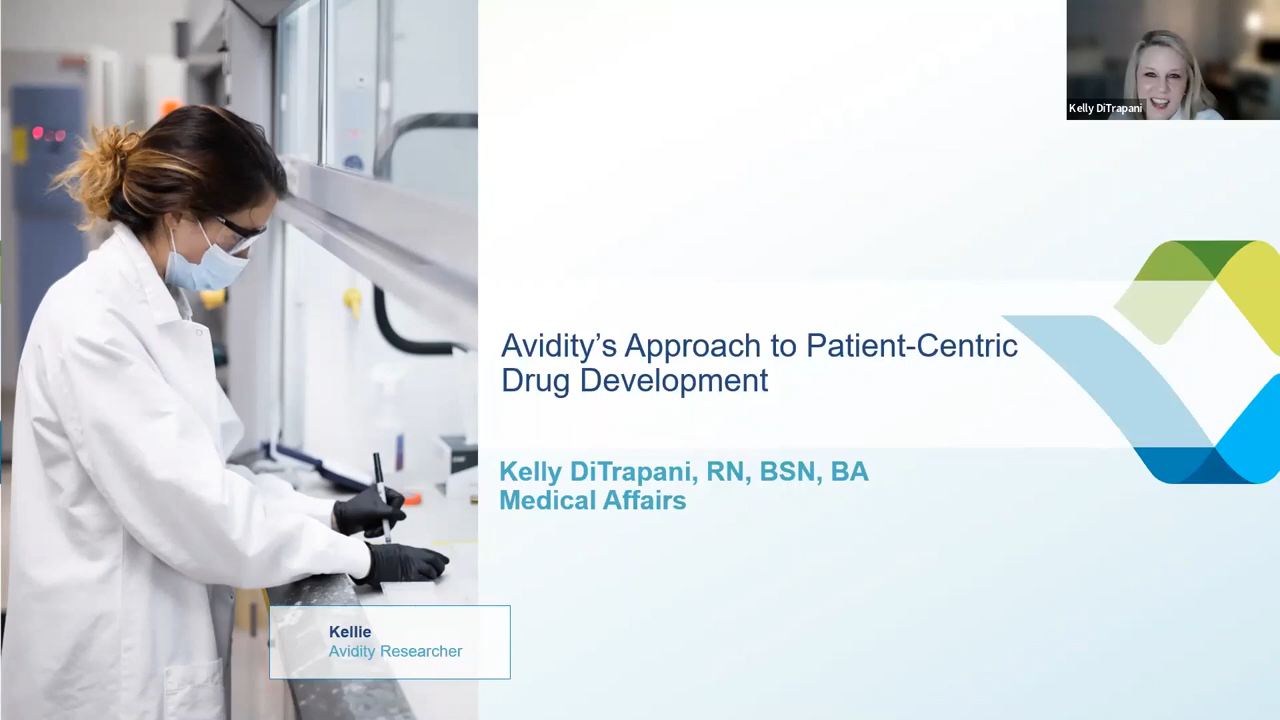 Kelly DiTrapani
Avidity’s Approach to Patient-Centric
Drug Development
Kelly DiTrapani, RN, BSN, BA
Medical Affairs
Kellie
Avidity Researcher